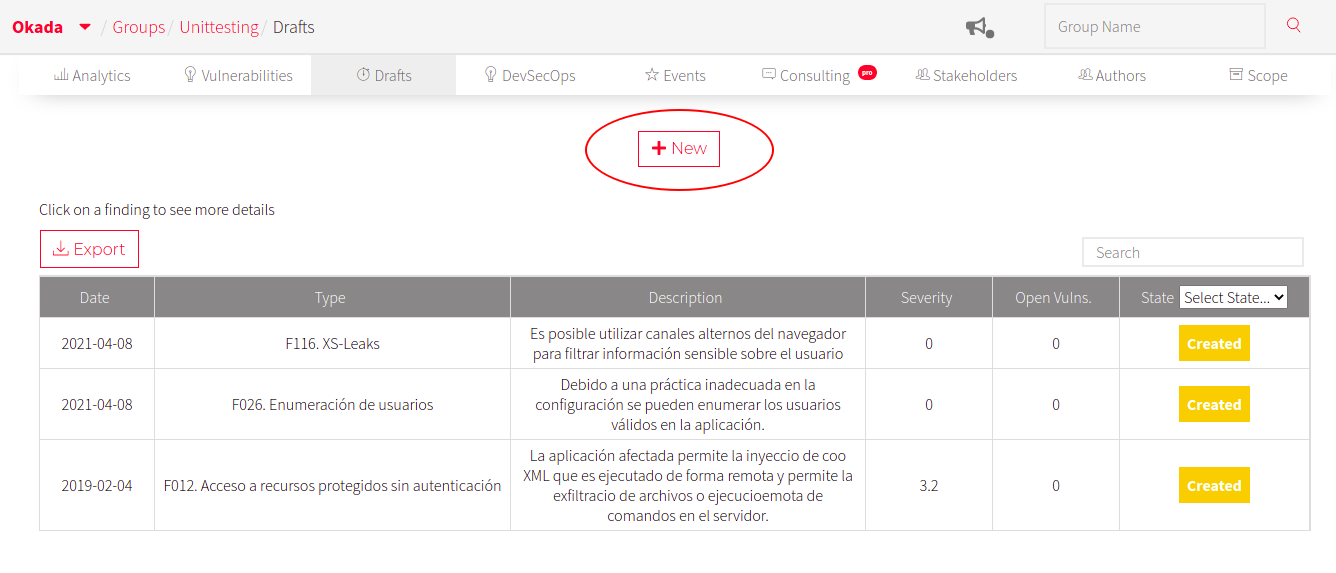 Okada / Groups / Unittesting / Drafts
Group Name
Analytics
Vulnerabilities
Drafts
DevSecOps
Events
Consulting pro
Stakeholders
Authors
Scope
+ New
Click on a finding to see more details
Export
Search
Date
Type
Description
Severity
Open Vulns.
State Select State...
2021-04-08
F116. XS-Leaks
Es posible utilizar canales alternos del navegador
para filtrar información sensible sobre el usuario
0
0
Created
2021-04-08
F026. Enumeración de usuarios
Debido a una práctica inadecuada en la
configuración se pueden enumerar los usuarios
válidos en la aplicación.
0
0
Created
2019-02-04
F012. Acceso a recursos protegidos sin autenticación
La aplicación afectada permite la inyeccio de coo
XML que es ejecutado de forma remota y permite la
exfiltracio de archivos o ejecucioemota de
comandos en el servidor.
3.2
0
Created